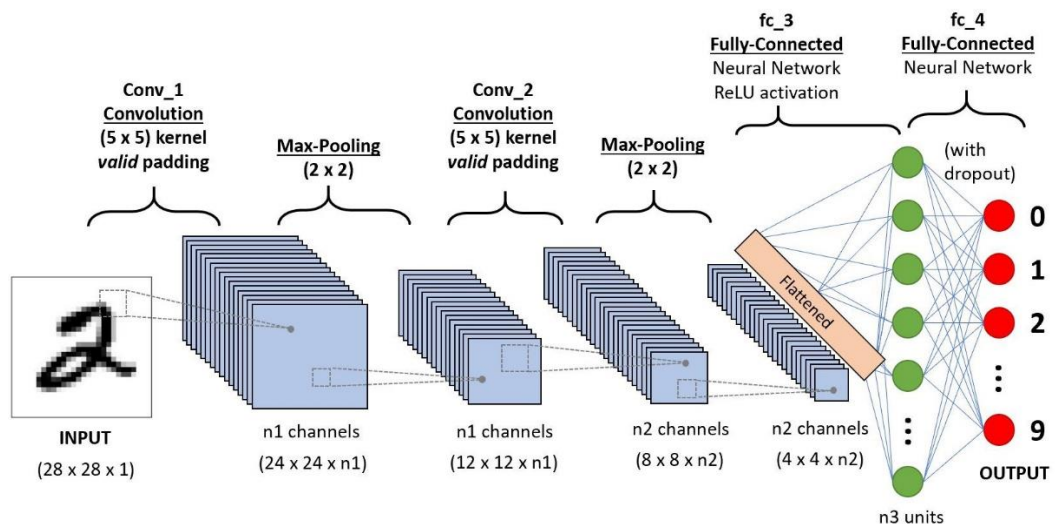 fc_3
Fully-Connected
Neural Network
ReLU activation
fc_4
Fully-Connected
Neural Network
Conv_1
Convolution
(5 x 5) kernel
valid padding
Max-Pooling
(2 x 2)
Conv_2
Convolution
(5 x 5) kernel
valid padding
Max-Pooling
(2 x 2)
(with
dropout)
Flattened
0
1
2
9
INPUT
(28 x 28 x 1)
n1 channels
(24 x 24 x n1)
n1 channels
(12 x 12 x n1)
n2 channels
(8 x 8 x n2)
n2 channels
(4 x 4 x n2)
n3 units
OUTPUT
2